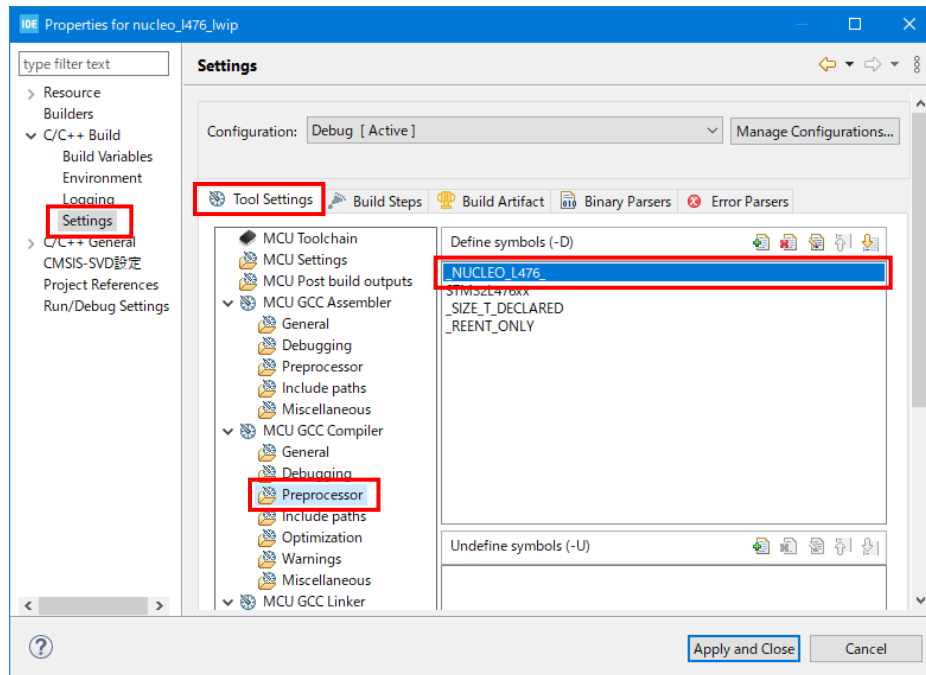 IDE Properties for nucleo_l476_lwip
type filter text
Resource
Builders
C/C++ Build
Build Variables
Environment
Logging
Settings
C/C++ General
CMSIS-SVD設定
Project References
Run/Debug Settings
Settings
Configuration: Debug [ Active ]
Manage Configurations...
Tool Settings
Build Steps
Build Artifact
Binary Parsers
Error Parsers
MCU Toolchain
MCU Settings
MCU Post build outputs
MCU GCC Assembler
General
Debugging
Preprocessor
Include paths
Miscellaneous
MCU GCC Compiler
General
Debugging
Preprocessor
Include paths
Optimization
Warnings
Miscellaneous
MCU GCC Linker
Define symbols (-D)
_NUCLEO_L476_
STM32L476xx
_SIZE_T_DECLARED
_REENT_ONLY
Undefine symbols (-U)
Apply and Close
Cancel